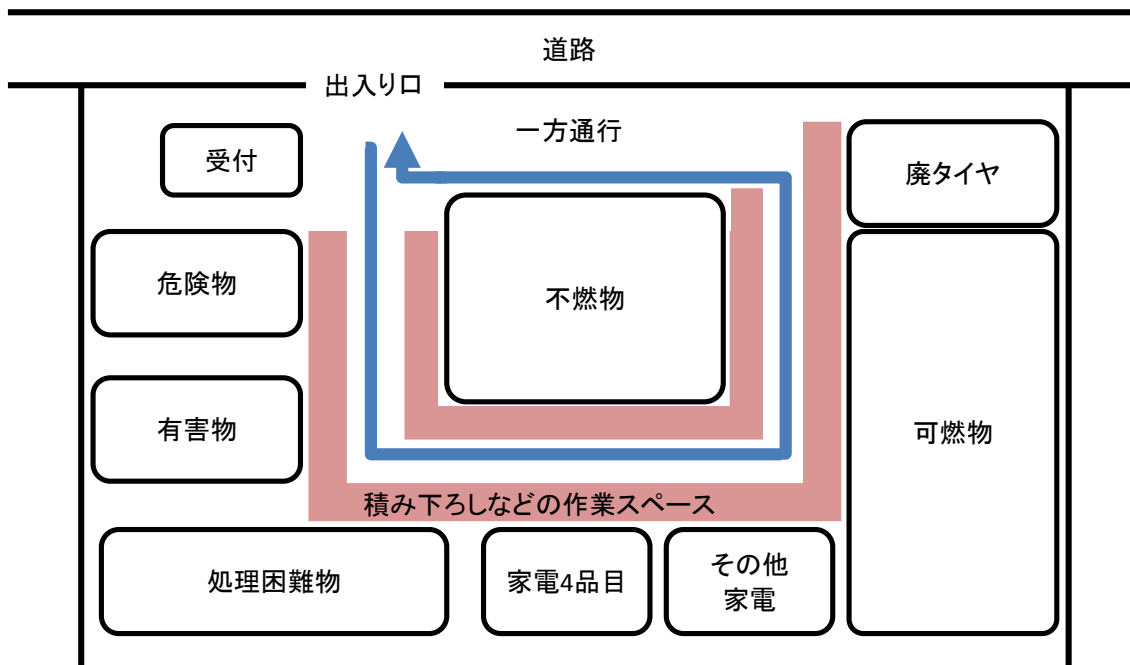 道路
出入り口
一方通行
受付
廃タイヤ
危険物
不燃物
有害物
可燃物
積み下ろしなどの作業スペース
処理困難物
家電4品目
その他
家電